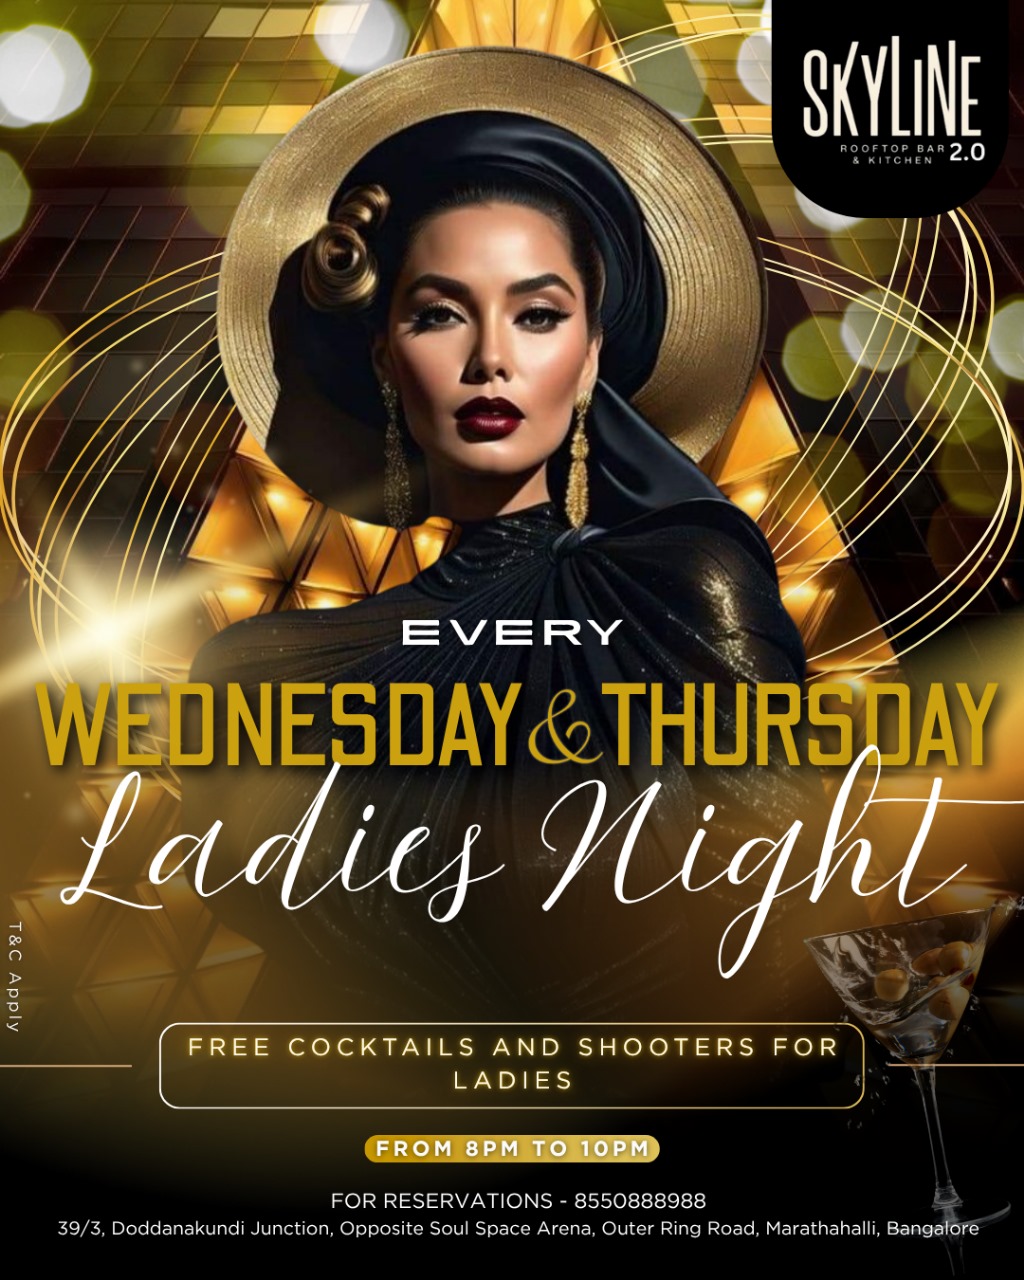 SKYLINE
ROOFTOP BAR
& KITCHEN 2.0
EVERY
WEDNESDAY & THURSDAY
Ladies Night
T&C Apply
FREE COCKTAILS AND SHOOTERS FOR
LADIES
FROM 8PM TO 10PM
FOR RESERVATIONS - 8550888988
39/3, Doddanakundi Junction, Opposite Soul Space Arena, Outer Ring Road, Marathahalli, Bangalore